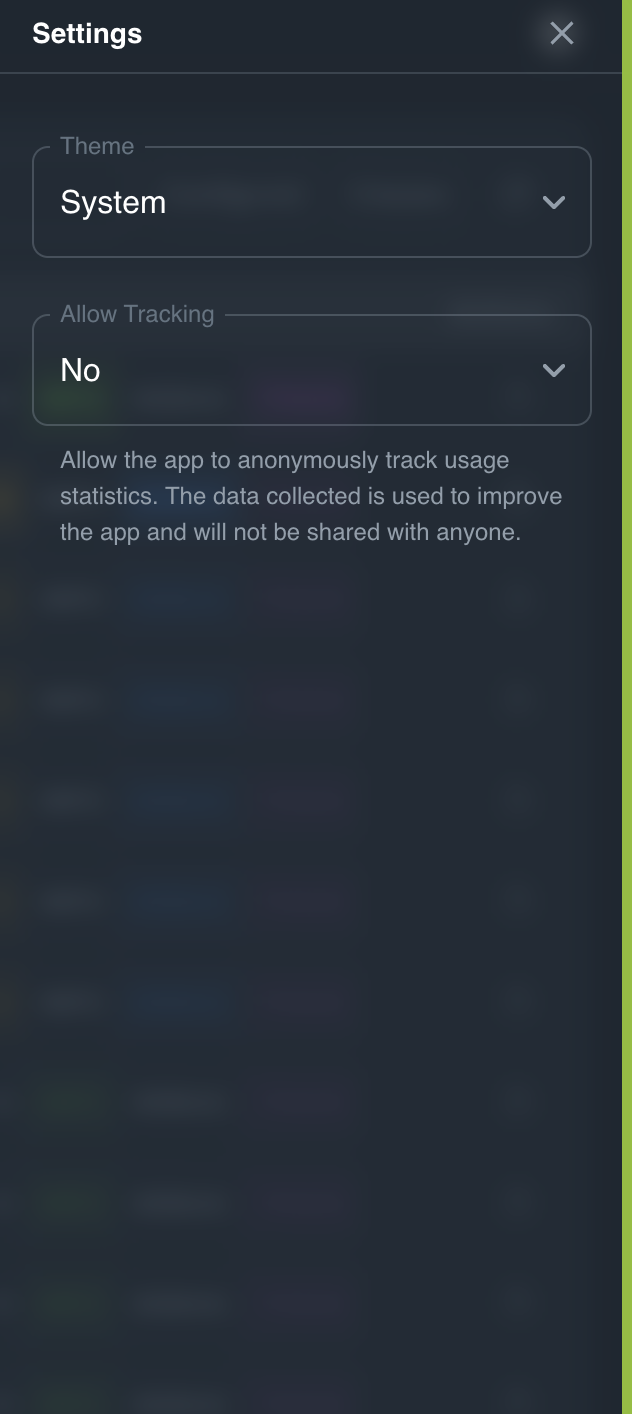 Settings
Theme
System
Allow Tracking
No
Allow the app to anonymously track usage
statistics. The data collected is used to improve
the app and will not be shared with anyone.